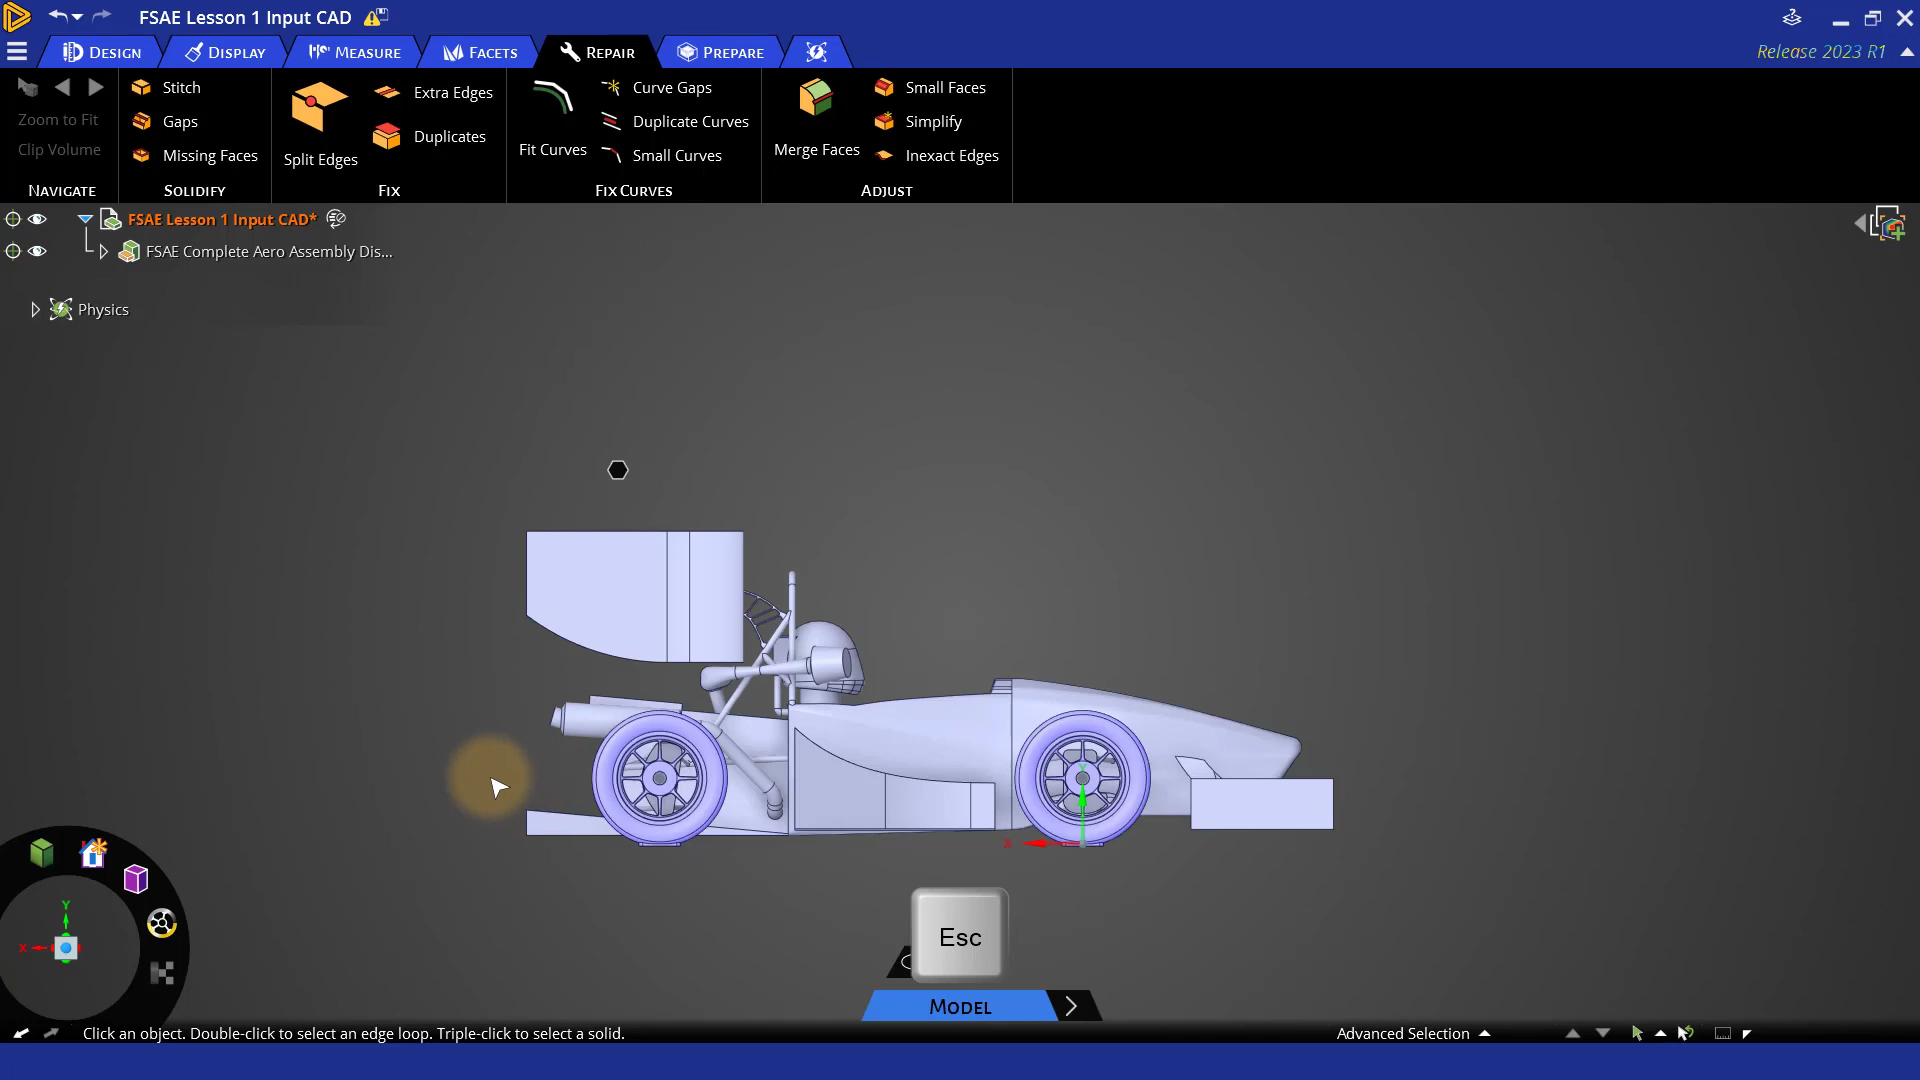 FSAE Lesson 1 Input CAD
Design
Display
Measure
Facets
Repair
Prepare
Release 2023 R1
Zoom to Fit
Clip Volume
Navigate
Stitch
Gaps
Missing Faces
Solidify
Split Edges
Extra Edges
Duplicates
Fix
Fit Curves
Curve Gaps
Duplicate Curves
Small Curves
Fix Curves
Merge Faces
Small Faces
Simplify
Inexact Edges
Adjust
FSAE Lesson 1 Input CAD*
FSAE Complete Aero Assembly Dis...
Physics
Y
X
Y
X
Esc
Model
Click an object. Double-click to select an edge loop. Triple-click to select a solid.
Advanced Selection